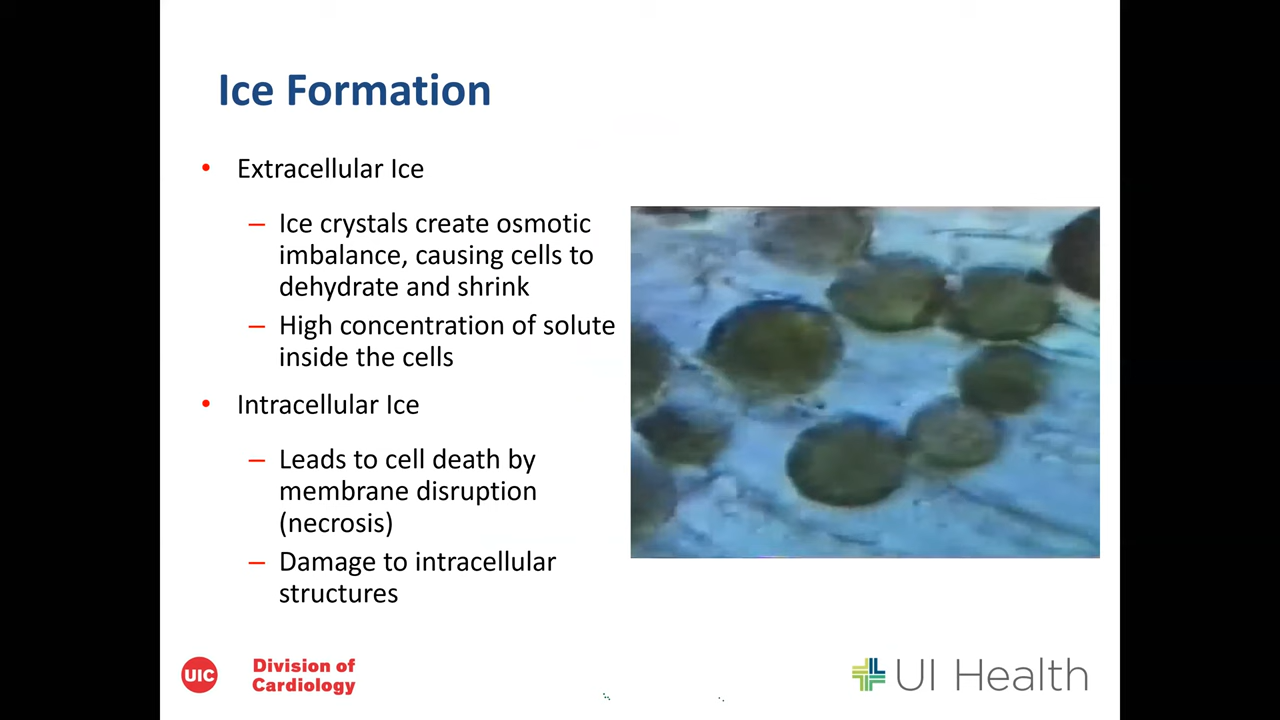 Ice Formation
• Extracellular Ice
– Ice crystals create osmotic
imbalance, causing cells to
dehydrate and shrink
– High concentration of solute
inside the cells
• Intracellular Ice
– Leads to cell death by
membrane disruption
(necrosis)
– Damage to intracellular
structures
UIC
Division of
Cardiology
UI Health